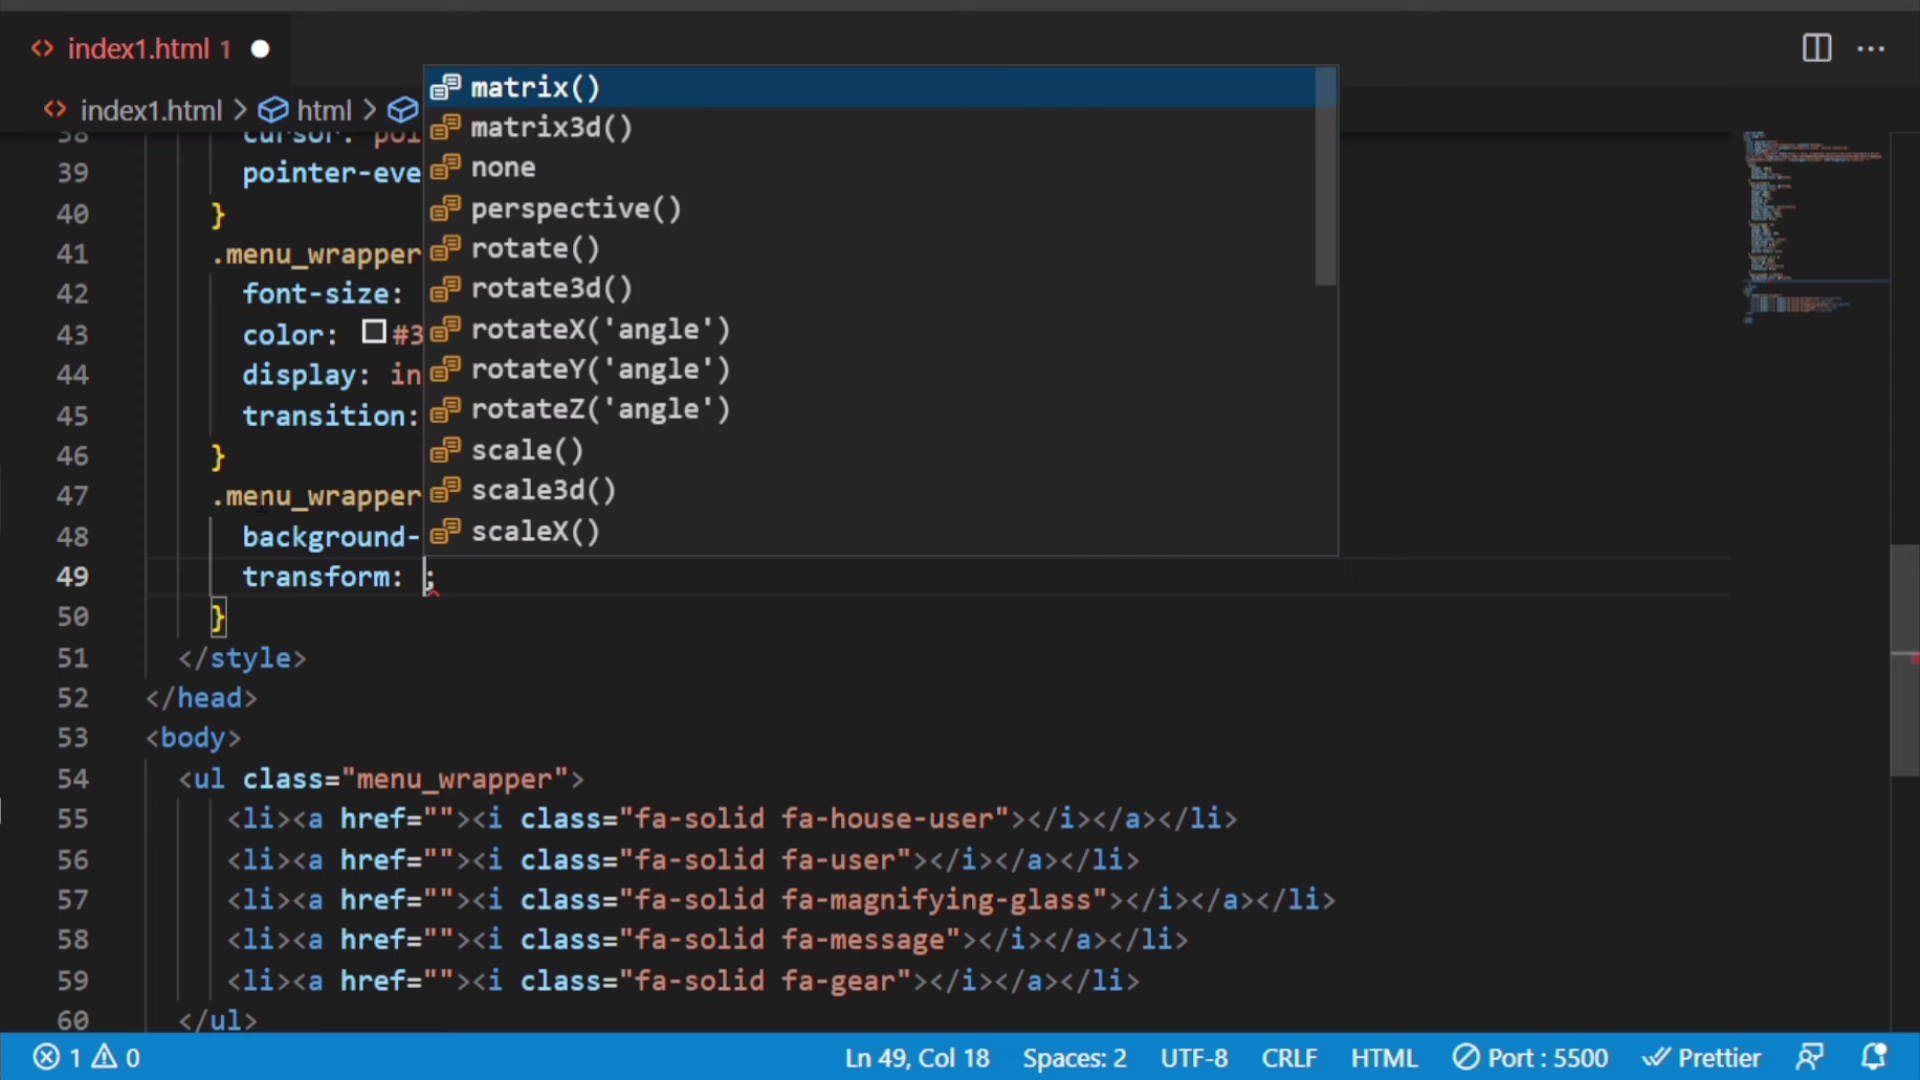 index1.html 1
index1.html > html >
38 cursor: poi
39 pointer-eve
40 }
41 .menu_wrapper
42 font-size:
43 color: #3
44 display: in
45 transition:
46 }
47 .menu_wrapper
48 background-
49 transform: ;
50 }
51 </style>
52 </head>
53 <body>
54 <ul class="menu_wrapper">
55 <li><a href=""><i class="fa-solid fa-house-user"></i></a></li>
56 <li><a href=""><i class="fa-solid fa-user"></i></a></li>
57 <li><a href=""><i class="fa-solid fa-magnifying-glass"></i></a></li>
58 <li><a href=""><i class="fa-solid fa-message"></i></a></li>
59 <li><a href=""><i class="fa-solid fa-gear"></i></a></li>
60 </ul>
matrix()
matrix3d()
none
perspective()
rotate()
rotate3d()
rotateX('angle')
rotateY('angle')
rotateZ('angle')
scale()
scale3d()
scaleX()
1 0 Ln 49, Col 18 Spaces: 2 UTF-8 CRLF HTML Port : 5500 Prettier